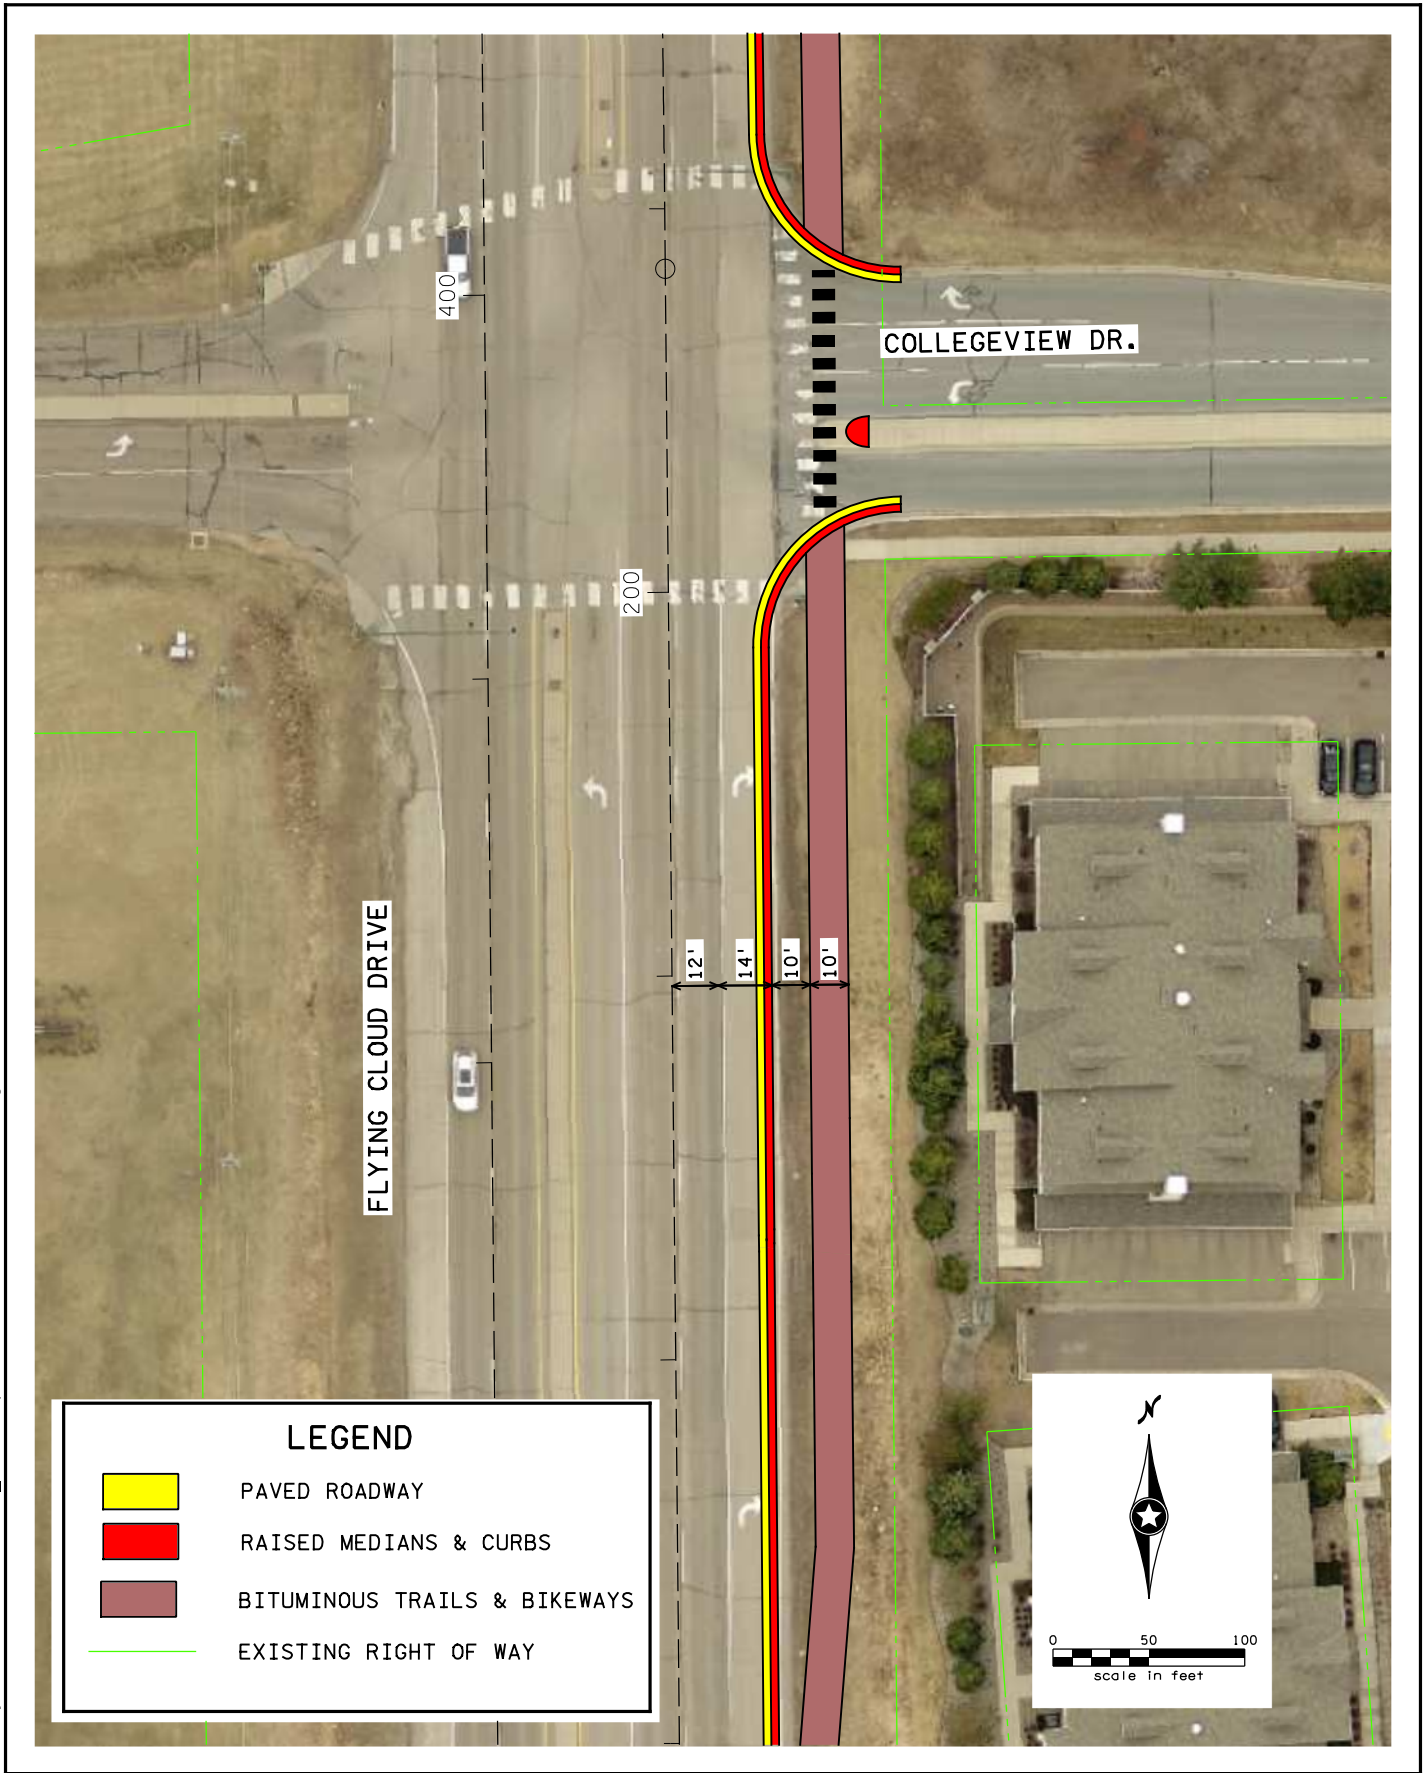 400
COLLEGEVIEW DR.
200
FLYING CLOUD DRIVE
12'
14'
10'
10'
LEGEND
PAVED ROADWAY
RAISED MEDIANS & CURBS
BITUMINOUS TRAILS & BIKEWAYS
EXISTING RIGHT OF WAY
N
0 50 100
scale in feet